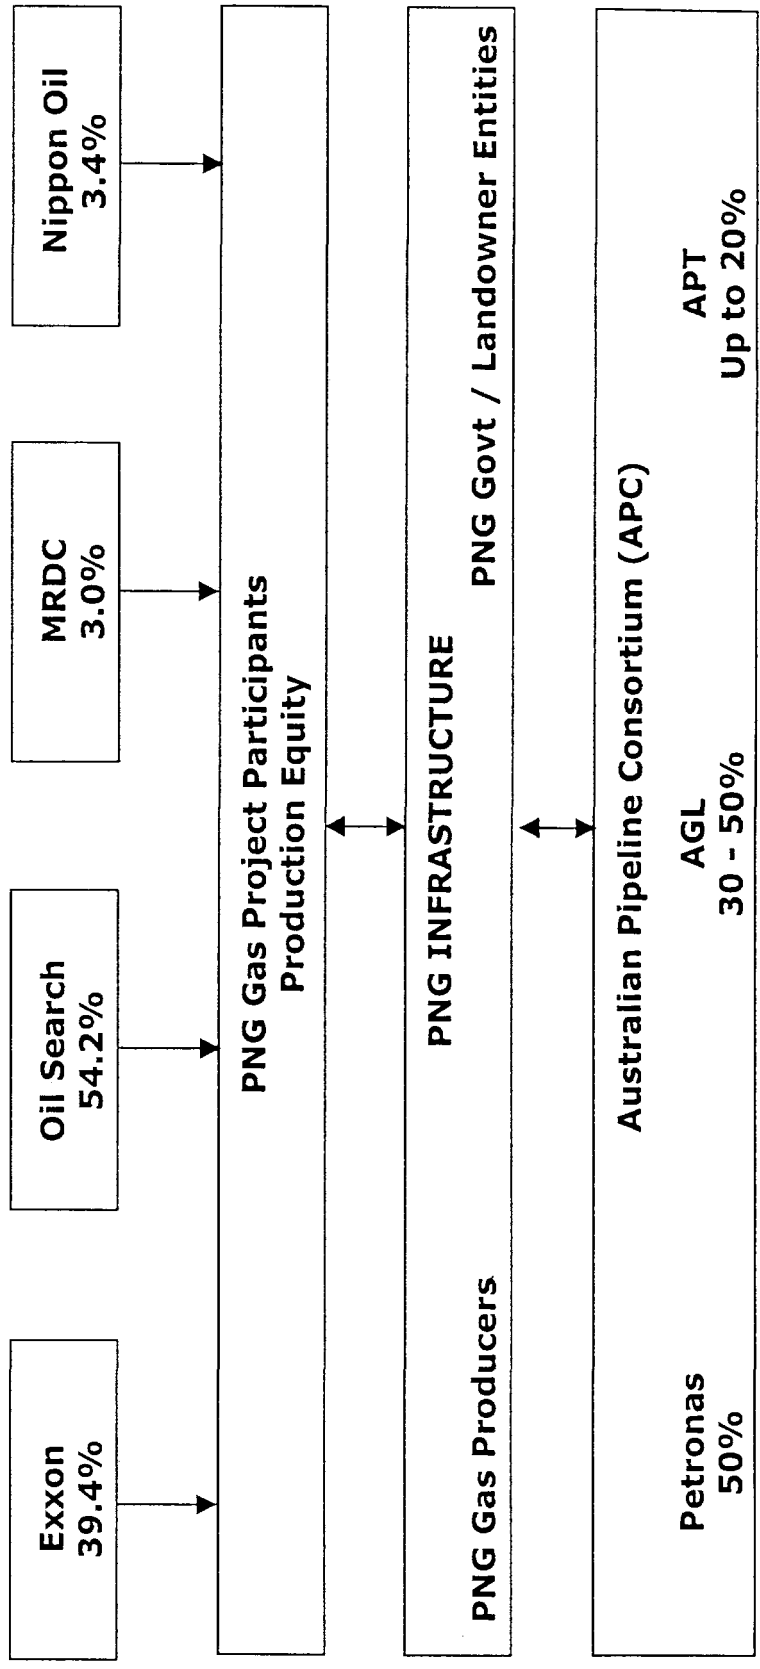 Exxon
39.4%
Oil Search
54.2%
MRDC
3.0%
Nippon Oil
3.4%
PNG Gas Project Participants
Production Equity
PNG INFRASTRUCTURE
PNG Gas Producers
PNG Govt / Landowner Entities
Australian Pipeline Consortium (APC)
Petronas
50%
AGL
30 - 50%
APT
Up to 20%